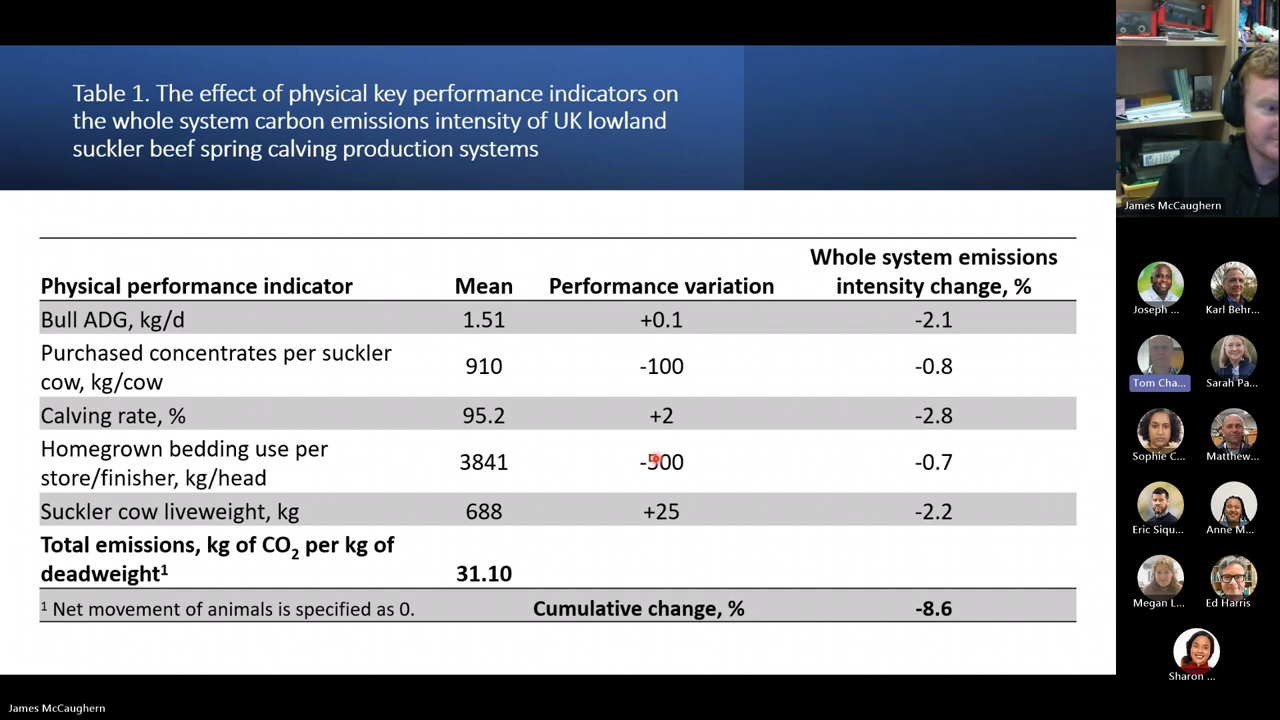 Table 1. The effect of physical key performance indicators on
the whole system carbon emissions intensity of UK lowland
suckler beef spring calving production systems
Physical performance indicator Mean Performance variation Whole system emissions
intensity change, %
Bull ADG, kg/d 1.51 +0.1 -2.1
Purchased concentrates per suckler
cow, kg/cow 910 -100 -0.8
Calving rate, % 95.2 +2 -2.8
Homegrown bedding use per
store/finisher, kg/head 3841 -500 -0.7
Suckler cow liveweight, kg 688 +25 -2.2
Total emissions, kg of CO₂ per kg of
deadweight¹ 31.10
¹ Net movement of animals is specified as 0. Cumulative change, % -8.6
James McCaughern
Joseph ... Karl Behr...
Tom Cha... Sarah Pa...
Sophie C... Matthew...
Eric Siqu... Anne M...
Megan L... Ed Harris
Sharon ...
James McCaughern